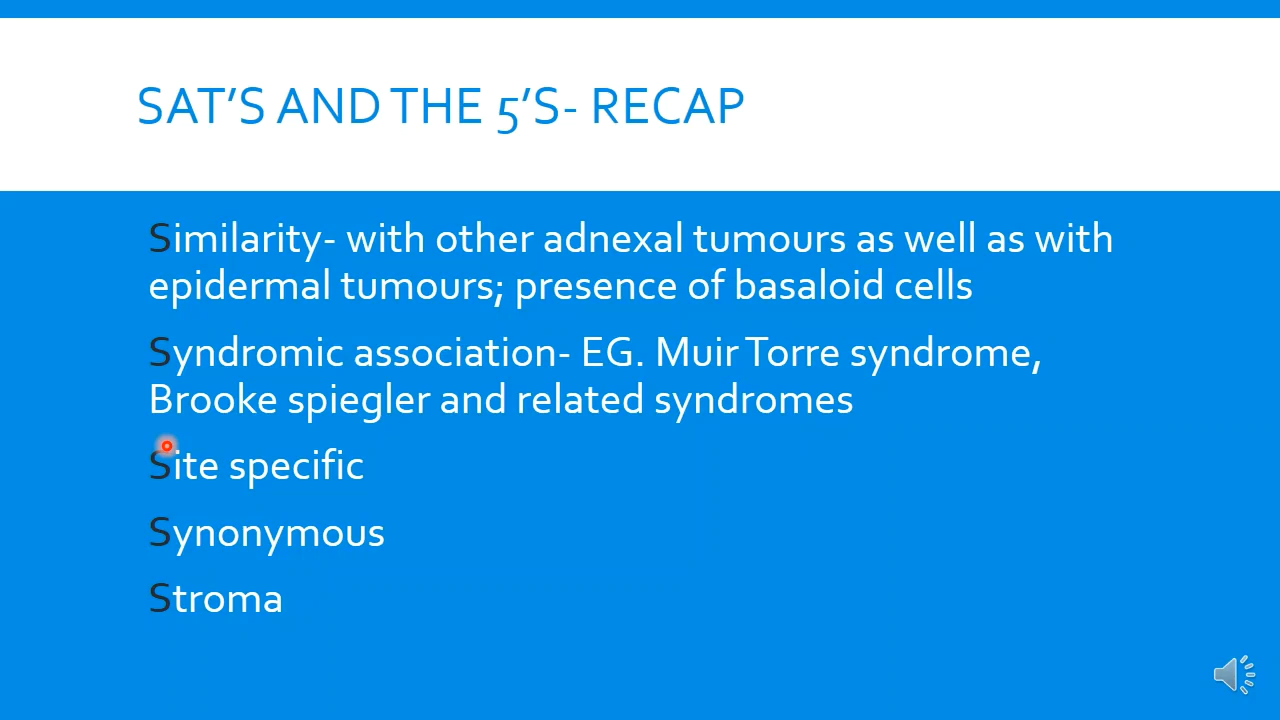 SAT'S AND THE 5'S- RECAP
Similarity- with other adnexal tumours as well as with
epidermal tumours; presence of basaloid cells
Syndromic association- EG. Muir Torre syndrome,
Brooke spiegler and related syndromes
Site specific
Synonymous
Stroma